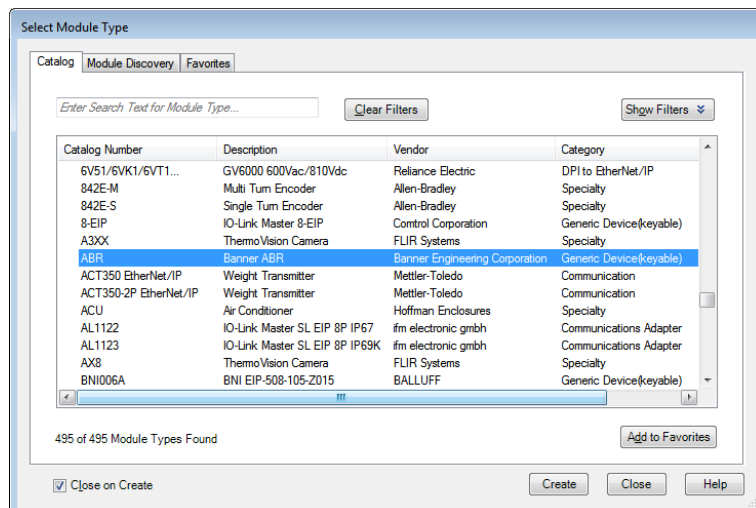 Select Module Type
Catalog Module Discovery Favorites
Enter Search Text for Module Type... Clear Filters Show Filters
Catalog Number Description Vendor Category
6V51/6VK1/6VT1... GV6000 600Vac/810Vdc Reliance Electric DPI to EtherNet/IP
842E-M Multi Turn Encoder Allen-Bradley Specialty
842E-S Single Turn Encoder Allen-Bradley Specialty
8-EIP IO-Link Master 8-EIP Comtrol Corporation Generic Device(keyable)
A3XX ThermoVision Camera FLIR Systems Specialty
ABR Banner ABR Banner Engineering Corporation Generic Device(keyable)
ACT350 EtherNet/IP Weight Transmitter Mettler-Toledo Communication
ACT350-2P EtherNet/IP Weight Transmitter Mettler-Toledo Communication
ACU Air Conditioner Hoffman Enclosures Specialty
AL1122 IO-Link Master SL EIP 8P IP67 ifm electronic gmbh Communications Adapter
AL1123 IO-Link Master SL EIP 8P IP69K ifm electronic gmbh Communications Adapter
AX8 ThermoVision Camera FLIR Systems Specialty
BNI006A BNI EIP-508-105-Z015 BALLUFF Generic Device(keyable)
495 of 495 Module Types Found Add to Favorites
Close on Create Create Close Help